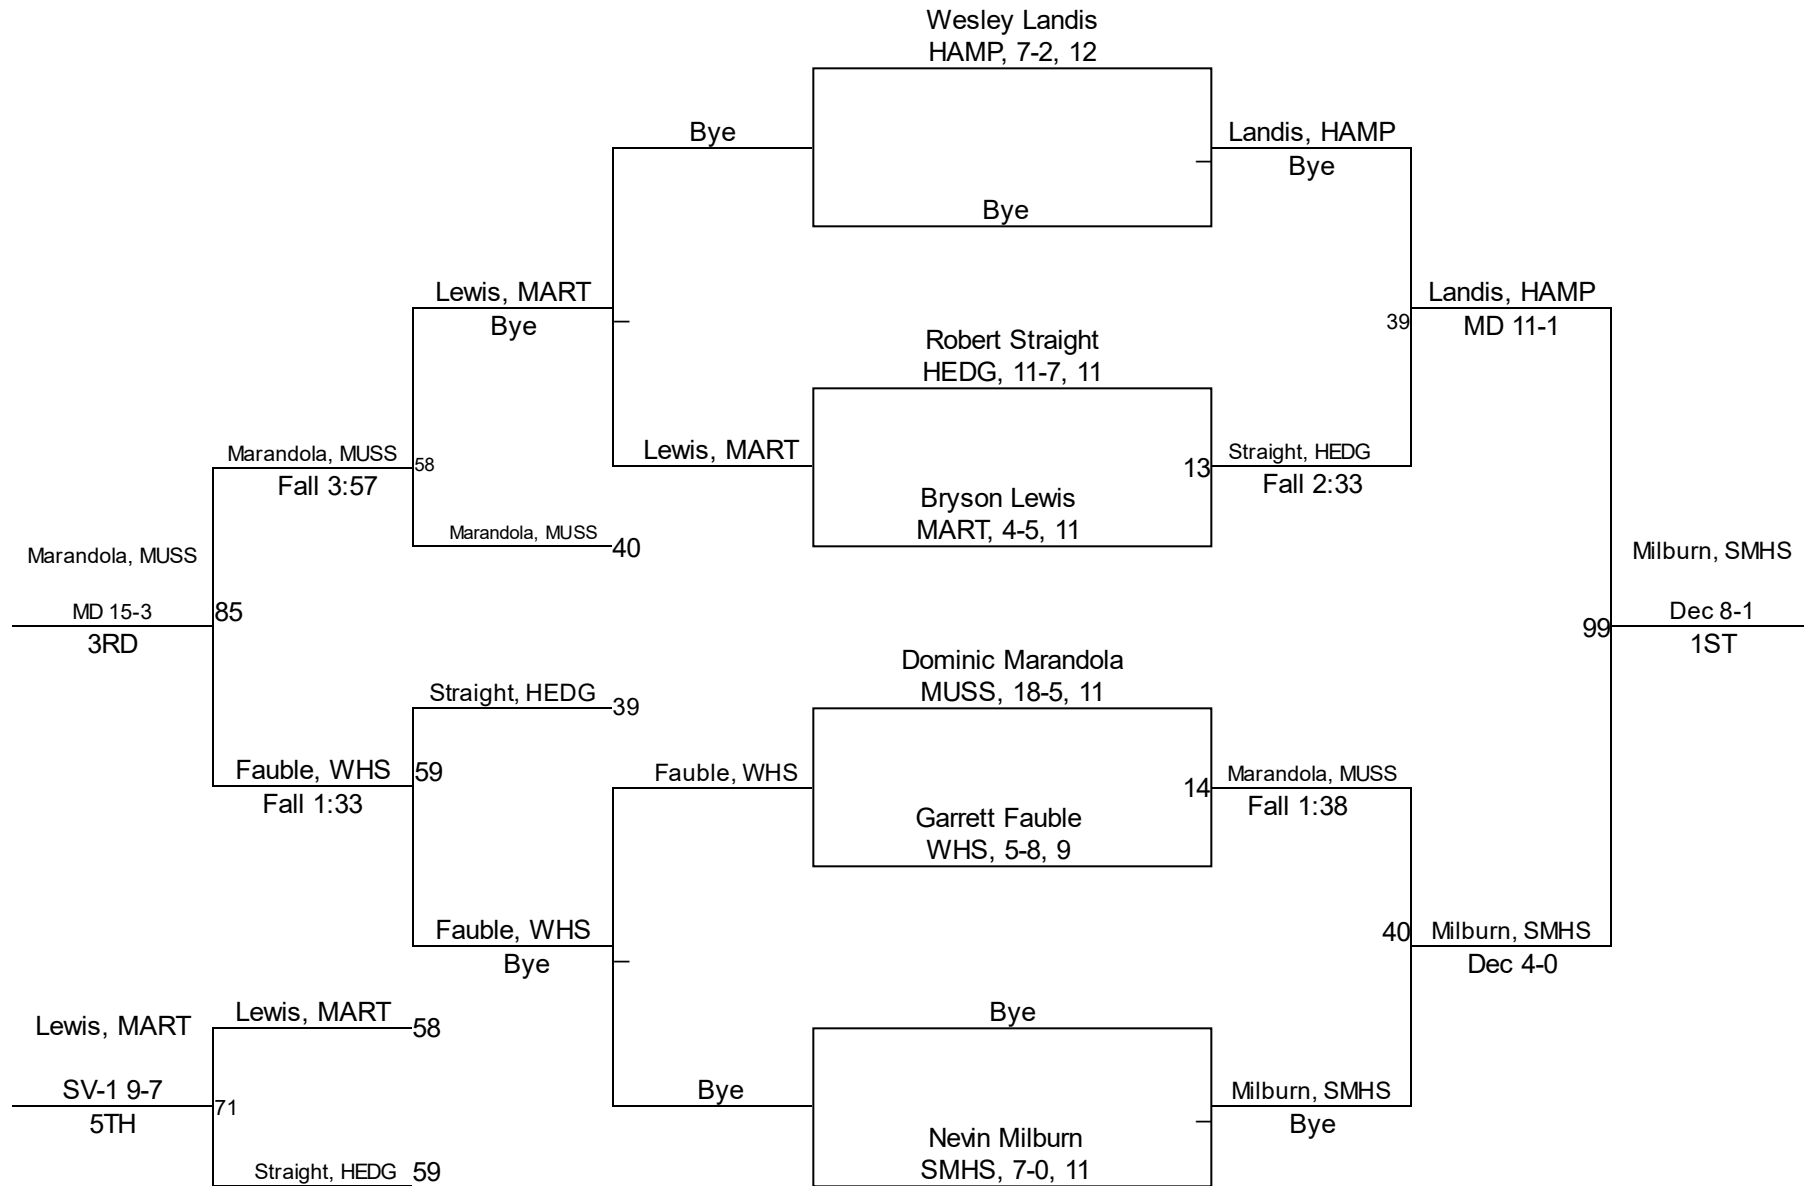 Wesley Landis
HAMP, 7-2, 12
Bye
Landis, HAMP
Bye
Bye
Lewis, MART
Bye
Landis, HAMP
39
MD 11-1
Robert Straight
HEDG, 11-7, 11
Lewis, MART
Marandola, MUSS
58
Fall 3:57
13
Straight, HEDG
Fall 2:33
Bryson Lewis
MART, 4-5, 11
Marandola, MUSS
40
Marandola, MUSS
MD 15-3
85
3RD
Milburn, SMHS
Dec 8-1
99
1ST
Dominic Marandola
MUSS, 18-5, 11
Straight, HEDG
39
Fauble, WHS
59
Fall 1:33
Fauble, WHS
14
Marandola, MUSS
Fall 1:38
Garrett Fauble
WHS, 5-8, 9
Fauble, WHS
Bye
40
Milburn, SMHS
Dec 4-0
Lewis, MART
Lewis, MART
58
Bye
SV-1 9-7
71
5TH
Bye
Milburn, SMHS
Bye
Nevin Milburn
SMHS, 7-0, 11
Straight, HEDG
59